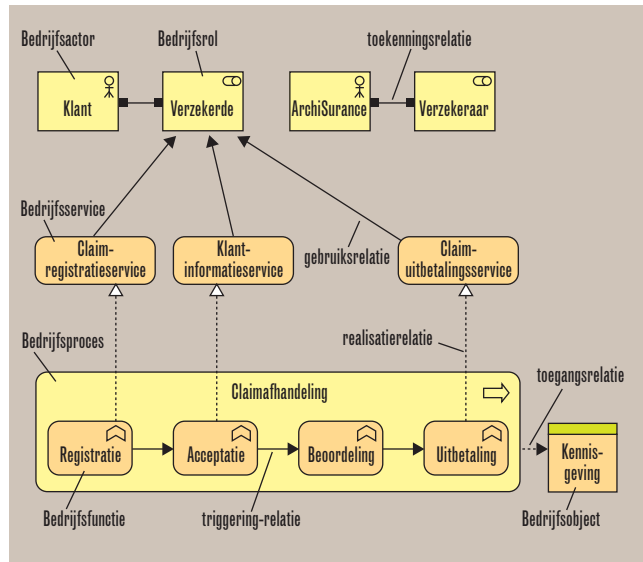 Bedrijfsactor
Bedrijfsrol
toekenningsrelatie
Klant
Verzekerde
ArchiSurance
Verzekeraar
Bedrijfsservice
Claim-
registratieservice
Klant-
informatieservice
gebruiksrelatie
Claim-
uitbetalingsservice
Bedrijfsproces
realisatierelatie
toegangsrelatie
Claimafhandeling
Registratie
Acceptatie
Beoordeling
Uitbetaling
Kennis-
geving
Bedrijfsfunctie
triggering-relatie
Bedrijfsobject